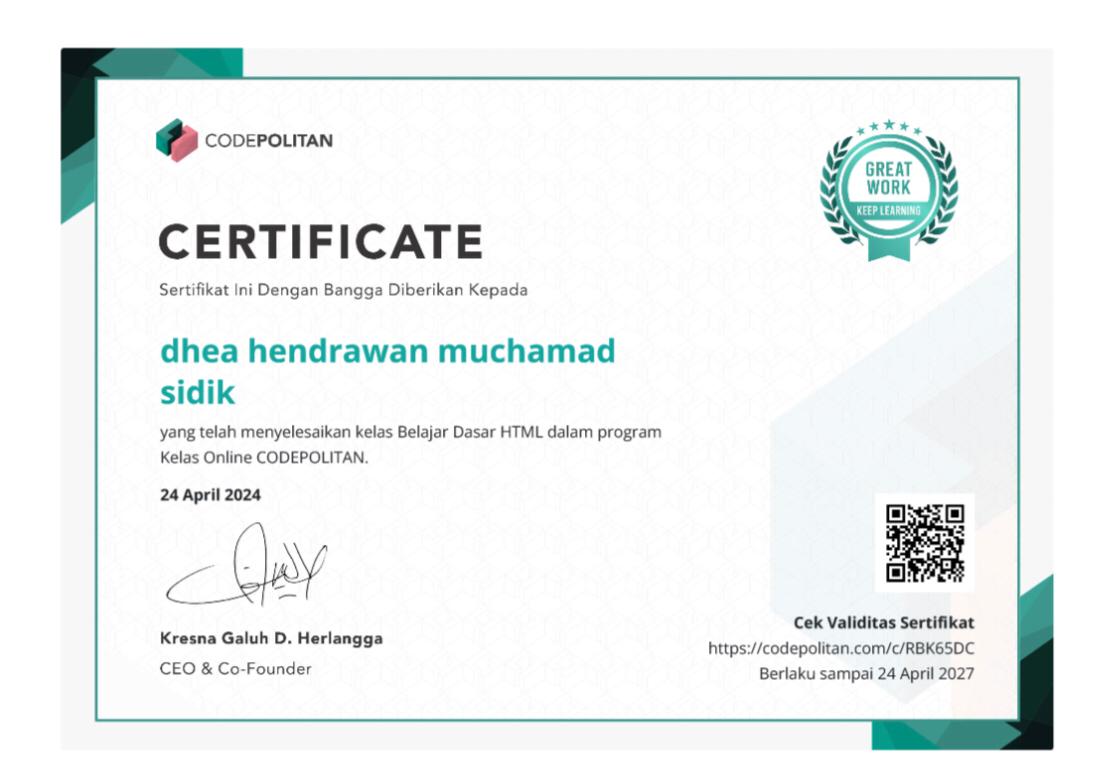 CODEPOLITAN
GREAT
WORK
KEEP LEARNING
CERTIFICATE
Sertifikat Ini Dengan Bangga Diberikan Kepada
dhea hendrawan muchamad
sidik
yang telah menyelesaikan kelas Belajar Dasar HTML dalam program
Kelas Online CODEPOLITAN.
24 April 2024
Kresna Galuh D. Herlangga
CEO & Co-Founder
Cek Validitas Sertifikat
https://codepolitan.com/c/RBK65DC
Berlaku sampai 24 April 2027